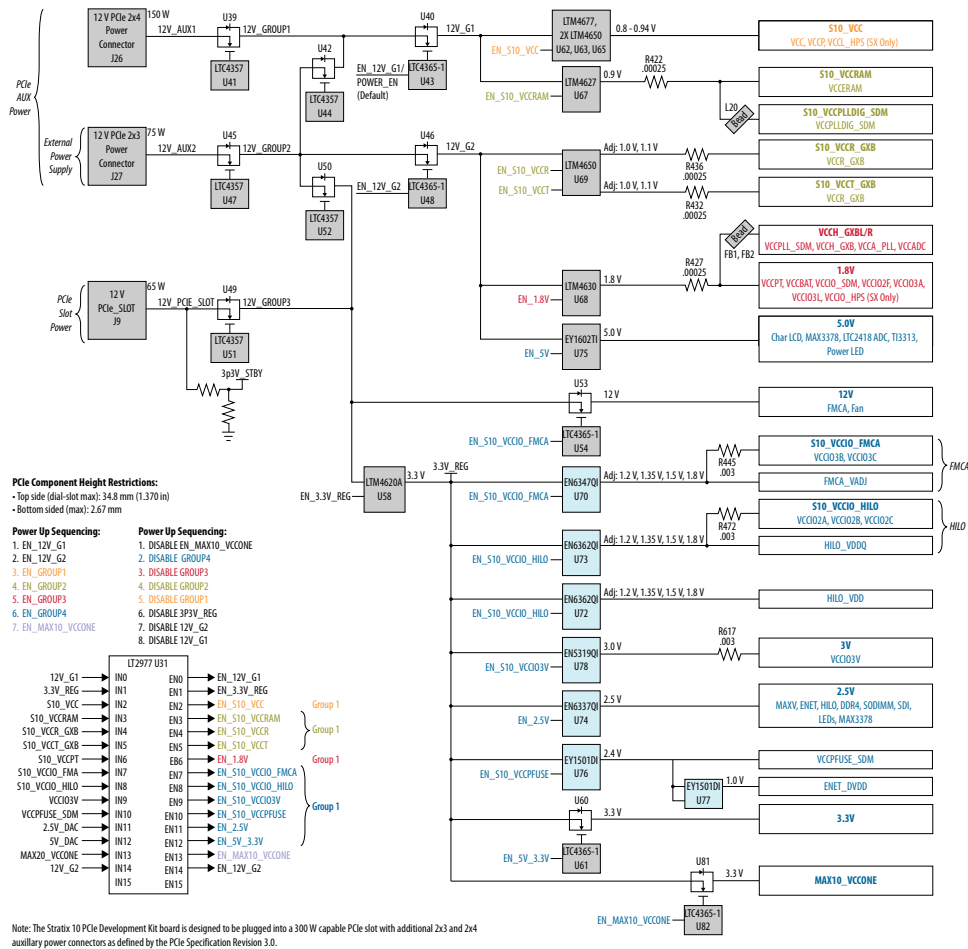 PCIe
AUX
Power
12 V PCIe 2x4
Power
Connector
J26
150 W
12V_AUX1
U39
LTC4357
U41
12V_GROUP1
U42
LTC4357
U44
U40
EN_12V_G1/
POWER_EN
(Default)
LTC4365-1
U43
12V_G1
EN_S10_VCC
LTM4677,
2X LTM4650
U62, U63, U65
0.8 - 0.94 V
S10_VCC
VCC, VCCP, VCCL_HPS (SX Only)
EN_S10_VCCRAM
LTM4627
U67
0.9 V
R422
.00025
S10_VCCRAM
VCCERAM
L20
Bead
S10_VCCPLLDIG_SDM
VCCPLLDIG_SDM
External
Power
Supply
12 V PCIe 2x3
Power
Connector
J27
75 W
12V_AUX2
U45
LTC4357
U47
12V_GROUP2
U50
LTC4357
U52
U46
EN_12V_G2
LTC4365-1
U48
12V_G2
EN_S10_VCCR
EN_S10_VCCT
LTM4650
U69
Adj: 1.0 V, 1.1 V
R436
.00025
S10_VCCR_GXB
VCCR_GXB
Adj: 1.0 V, 1.1 V
R432
.00025
S10_VCCT_GXB
VCCR_GXB
Bead
FB1, FB2
VCCH_GXBL/R
VCCPLL_SDM, VCCH_GXB, VCCA_PLL, VCCADC
EN_1.8V
LTM4630
U68
1.8 V
R427
.00025
1.8V
VCCPT, VCCBAT, VCCIO_SDM, VCCIO2F, VCCIO3A,
VCCIO3L, VCCIO_HPS (SX Only)
EN_5V
EY1602TI
U75
5.0 V
5.0V
Char LCD, MAX3378, LTC2418 ADC, TI3313,
Power LED
PCIe
Slot
Power
12 V
PCIe_SLOT
J9
65 W
12V_PCIE_SLOT
U49
LTC4357
U51
12V_GROUP3
3p3V_STBY
U53
EN_S10_VCCIO_FMCA
LTC4365-1
U54
12 V
12V
FMCA, Fan
EN_3.3V_REG
LTM4620A
U58
3.3 V
3.3V_REG
EN_S10_VCCIO_FMCA
EN6347QI
U70
Adj: 1.2 V, 1.35 V, 1.5 V, 1.8 V
R445
.003
S10_VCCIO_FMCA
VCCIO3B, VCCIO3C
FMCA_VADJ
FMCA
EN_S10_VCCIO_HILO
EN6362QI
U73
Adj: 1.2 V, 1.35 V, 1.5 V, 1.8 V
R472
.003
S10_VCCIO_HILO
VCCIO2A, VCCIO2B, VCCIO2C
HILO_VDDQ
HILO
EN_S10_VCCIO_HILO
EN6362QI
U72
Adj: 1.2 V, 1.35 V, 1.5 V, 1.8 V
HILO_VDD
EN_S10_VCCIO3V
EN5319QI
U78
3.0 V
R617
.003
3V
VCCIO3V
EN_2.5V
EN6337QI
U74
2.5 V
2.5V
MAXV, ENET, HILO, DDR4, SODIMM, SDI,
LEDs, MAX3378
EN_S10_VCCPFUSE
EY1501DI
U76
2.4 V
VCCPFUSE_SDM
EY1501DI
U77
1.0 V
ENET_DVDD
U60
EN_5V_3.3V
LTC4365-1
U61
3.3 V
3.3V
U81
EN_MAX10_VCCONE
LTC4365-1
U82
3.3 V
MAX10_VCCONE
PCIe Component Height Restrictions:
• Top side (dial-slot max): 34.8 mm (1.370 in)
• Bottom sided (max): 2.67 mm
Power Up Sequencing:
1. EN_12V_G1
2. EN_12V_G2
3. EN_GROUP1
4. EN_GROUP2
5. EN_GROUP3
6. EN_GROUP4
7. EN_MAX10_VCCONE
Power Up Sequencing:
1. DISABLE EN_MAX10_VCCONE
2. DISABLE GROUP4
3. DISABLE GROUP3
4. DISABLE GROUP2
5. DISABLE GROUP1
6. DISABLE 3P3V_REG
7. DISABLE 12V_G2
8. DISABLE 12V_G1
LT2977 U31
12V_G1 IN0 EN0 EN_12V_G1
3.3V_REG IN1 EN1 EN_3.3V_REG
S10_VCC IN2 EN2 EN_S10_VCC Group 1
S10_VCCRAM IN3 EN3 EN_S10_VCCRAM
S10_VCCR_GXB IN4 EN4 EN_S10_VCCR Group 1
S10_VCCT_GXB IN5 EN5 EN_S10_VCCT
S10_VCCPT IN6 EB6 EN_1.8V Group 1
S10_VCCIO_FMA IN7 EN7 EN_S10_VCCIO_FMCA
S10_VCCIO_HILO IN8 EN8 EN_S10_VCCIO_HILO
VCCIO3V IN9 EN9 EN_S10_VCCIO3V Group 1
VCCPFUSE_SDM IN10 EN10 EN_S10_VCCPFUSE
2.5V_DAC IN11 EN11 EN_2.5V
5V_DAC IN12 EN12 EN_5V_3.3V
MAX20_VCCONE IN13 EN13 EN_MAX10_VCCONE
12V_G2 IN14 EN14 EN_12V_G2
IN15 EN15
Note: The Stratix 10 PCIe Development Kit board is designed to be plugged into a 300 W capable PCIe slot with additional 2x3 and 2x4
auxillary power connectors as defined by the PCIe Specification Revision 3.0.